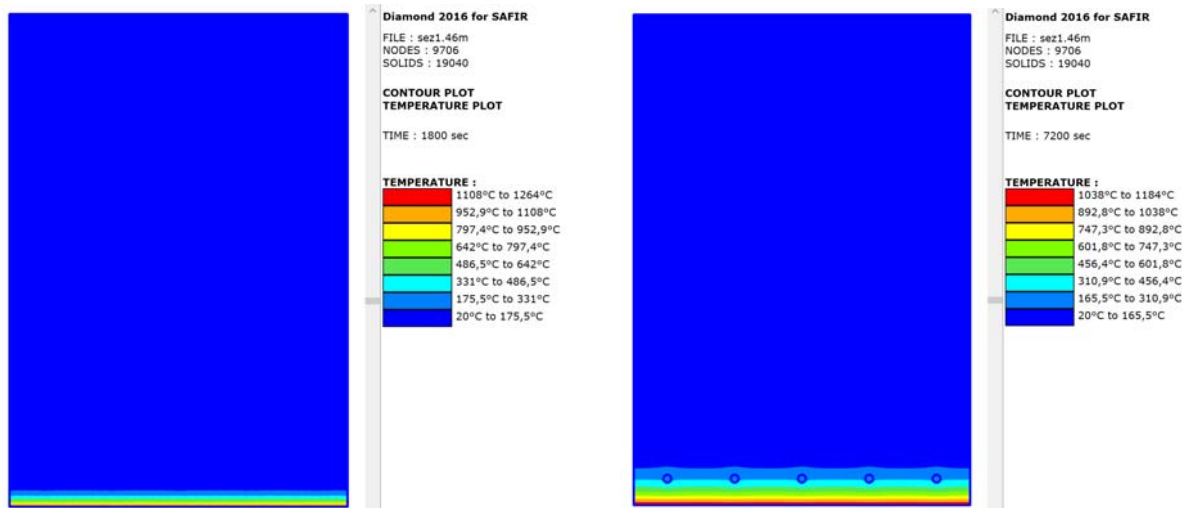 Diamond 2016 for SAFIR
FILE : sez1.46m
NODES : 9706
SOLIDS : 19040
CONTOUR PLOT
TEMPERATURE PLOT
TIME : 1800 sec
TEMPERATURE :
1108°C to 1264°C
952,9°C to 1108°C
797,4°C to 952,9°C
642°C to 797,4°C
486,5°C to 642°C
331°C to 486,5°C
175,5°C to 331°C
20°C to 175,5°C
Diamond 2016 for SAFIR
FILE : sez1.46m
NODES : 9706
SOLIDS : 19040
CONTOUR PLOT
TEMPERATURE PLOT
TIME : 7200 sec
TEMPERATURE :
1038°C to 1184°C
892,8°C to 1038°C
747,3°C to 892,8°C
601,8°C to 747,3°C
456,4°C to 601,8°C
310,9°C to 456,4°C
165,5°C to 310,9°C
20°C to 165,5°C